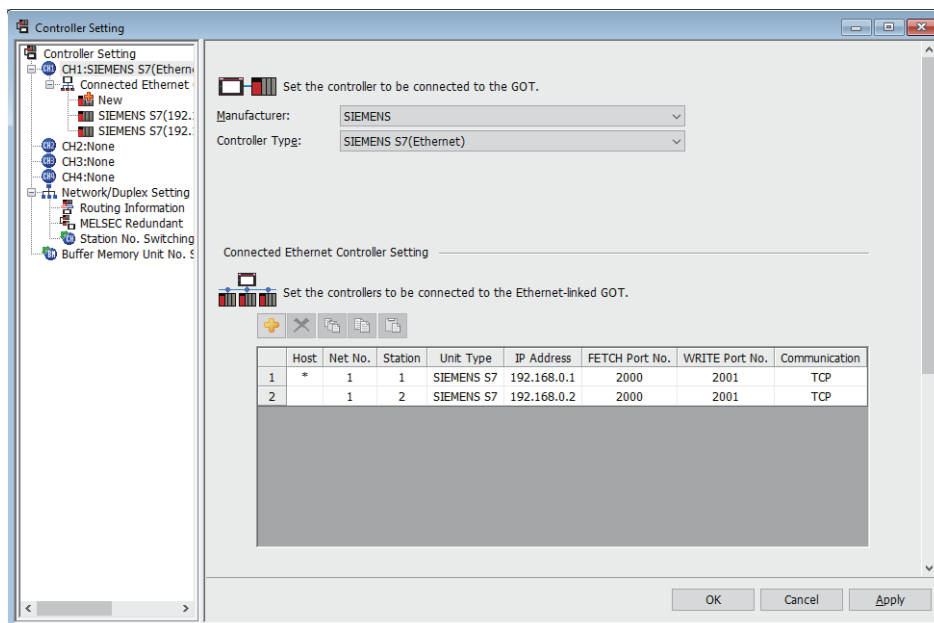 Controller Setting
Controller Setting
CH1:SIEMENS S7(Ethern
Connected Ethernet
New
SIEMENS S7(192.
SIEMENS S7(192.
CH2:None
CH3:None
CH4:None
Network/Duplex Setting
Routing Information
MELSEC Redundant
Station No. Switching
Buffer Memory Unit No. S
Set the controller to be connected to the GOT.
Manufacturer: SIEMENS
Controller Type: SIEMENS S7(Ethernet)
Connected Ethernet Controller Setting
Set the controllers to be connected to the Ethernet-linked GOT.
Host Net No. Station Unit Type IP Address FETCH Port No. WRITE Port No. Communication
1 * 1 1 SIEMENS S7 192.168.0.1 2000 2001 TCP
2 1 2 SIEMENS S7 192.168.0.2 2000 2001 TCP
OK Cancel Apply